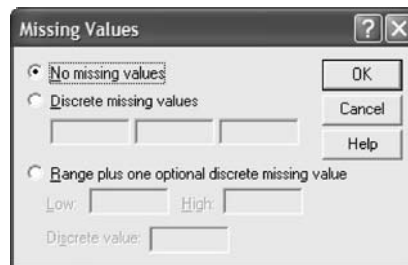 Missing Values
No missing values
OK
Discrete missing values
Cancel
Help
Range plus one optional discrete missing value
Low: High:
Discrete value: